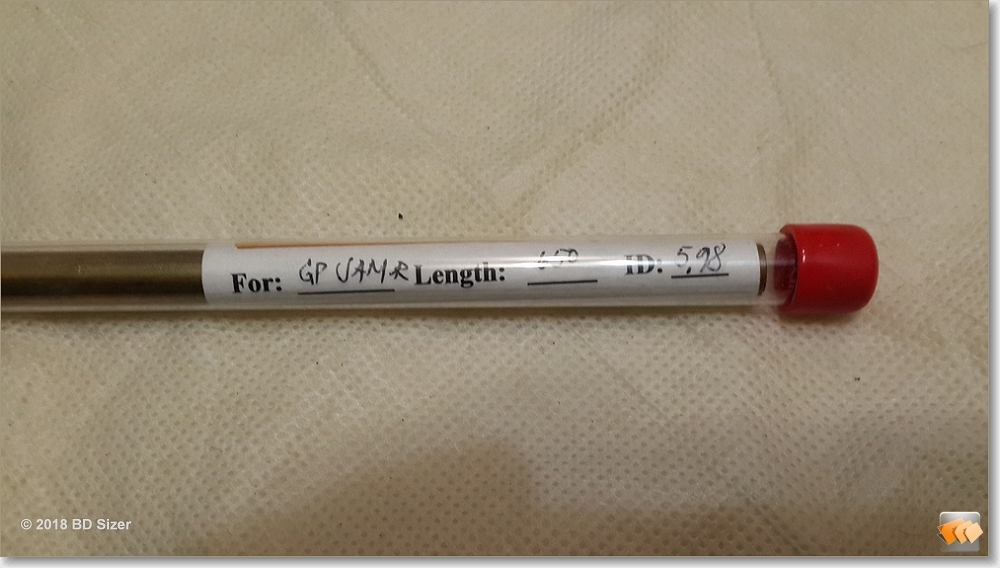 For: GP VAMR Length: 650 ID: 5.98
© 2018 BD Sizer